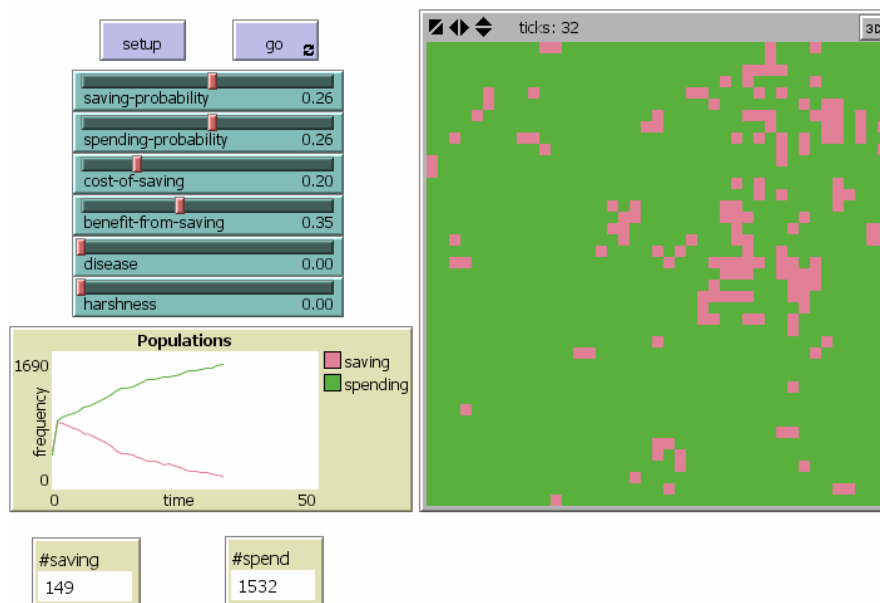 setup
go
ticks: 32
3D
saving-probability 0.26
spending-probability 0.26
cost-of-saving 0.20
benefit-from-saving 0.35
disease 0.00
harshness 0.00
Populations
1690
frequency
0
0
time
50
saving
spending
#saving
149
#spend
1532